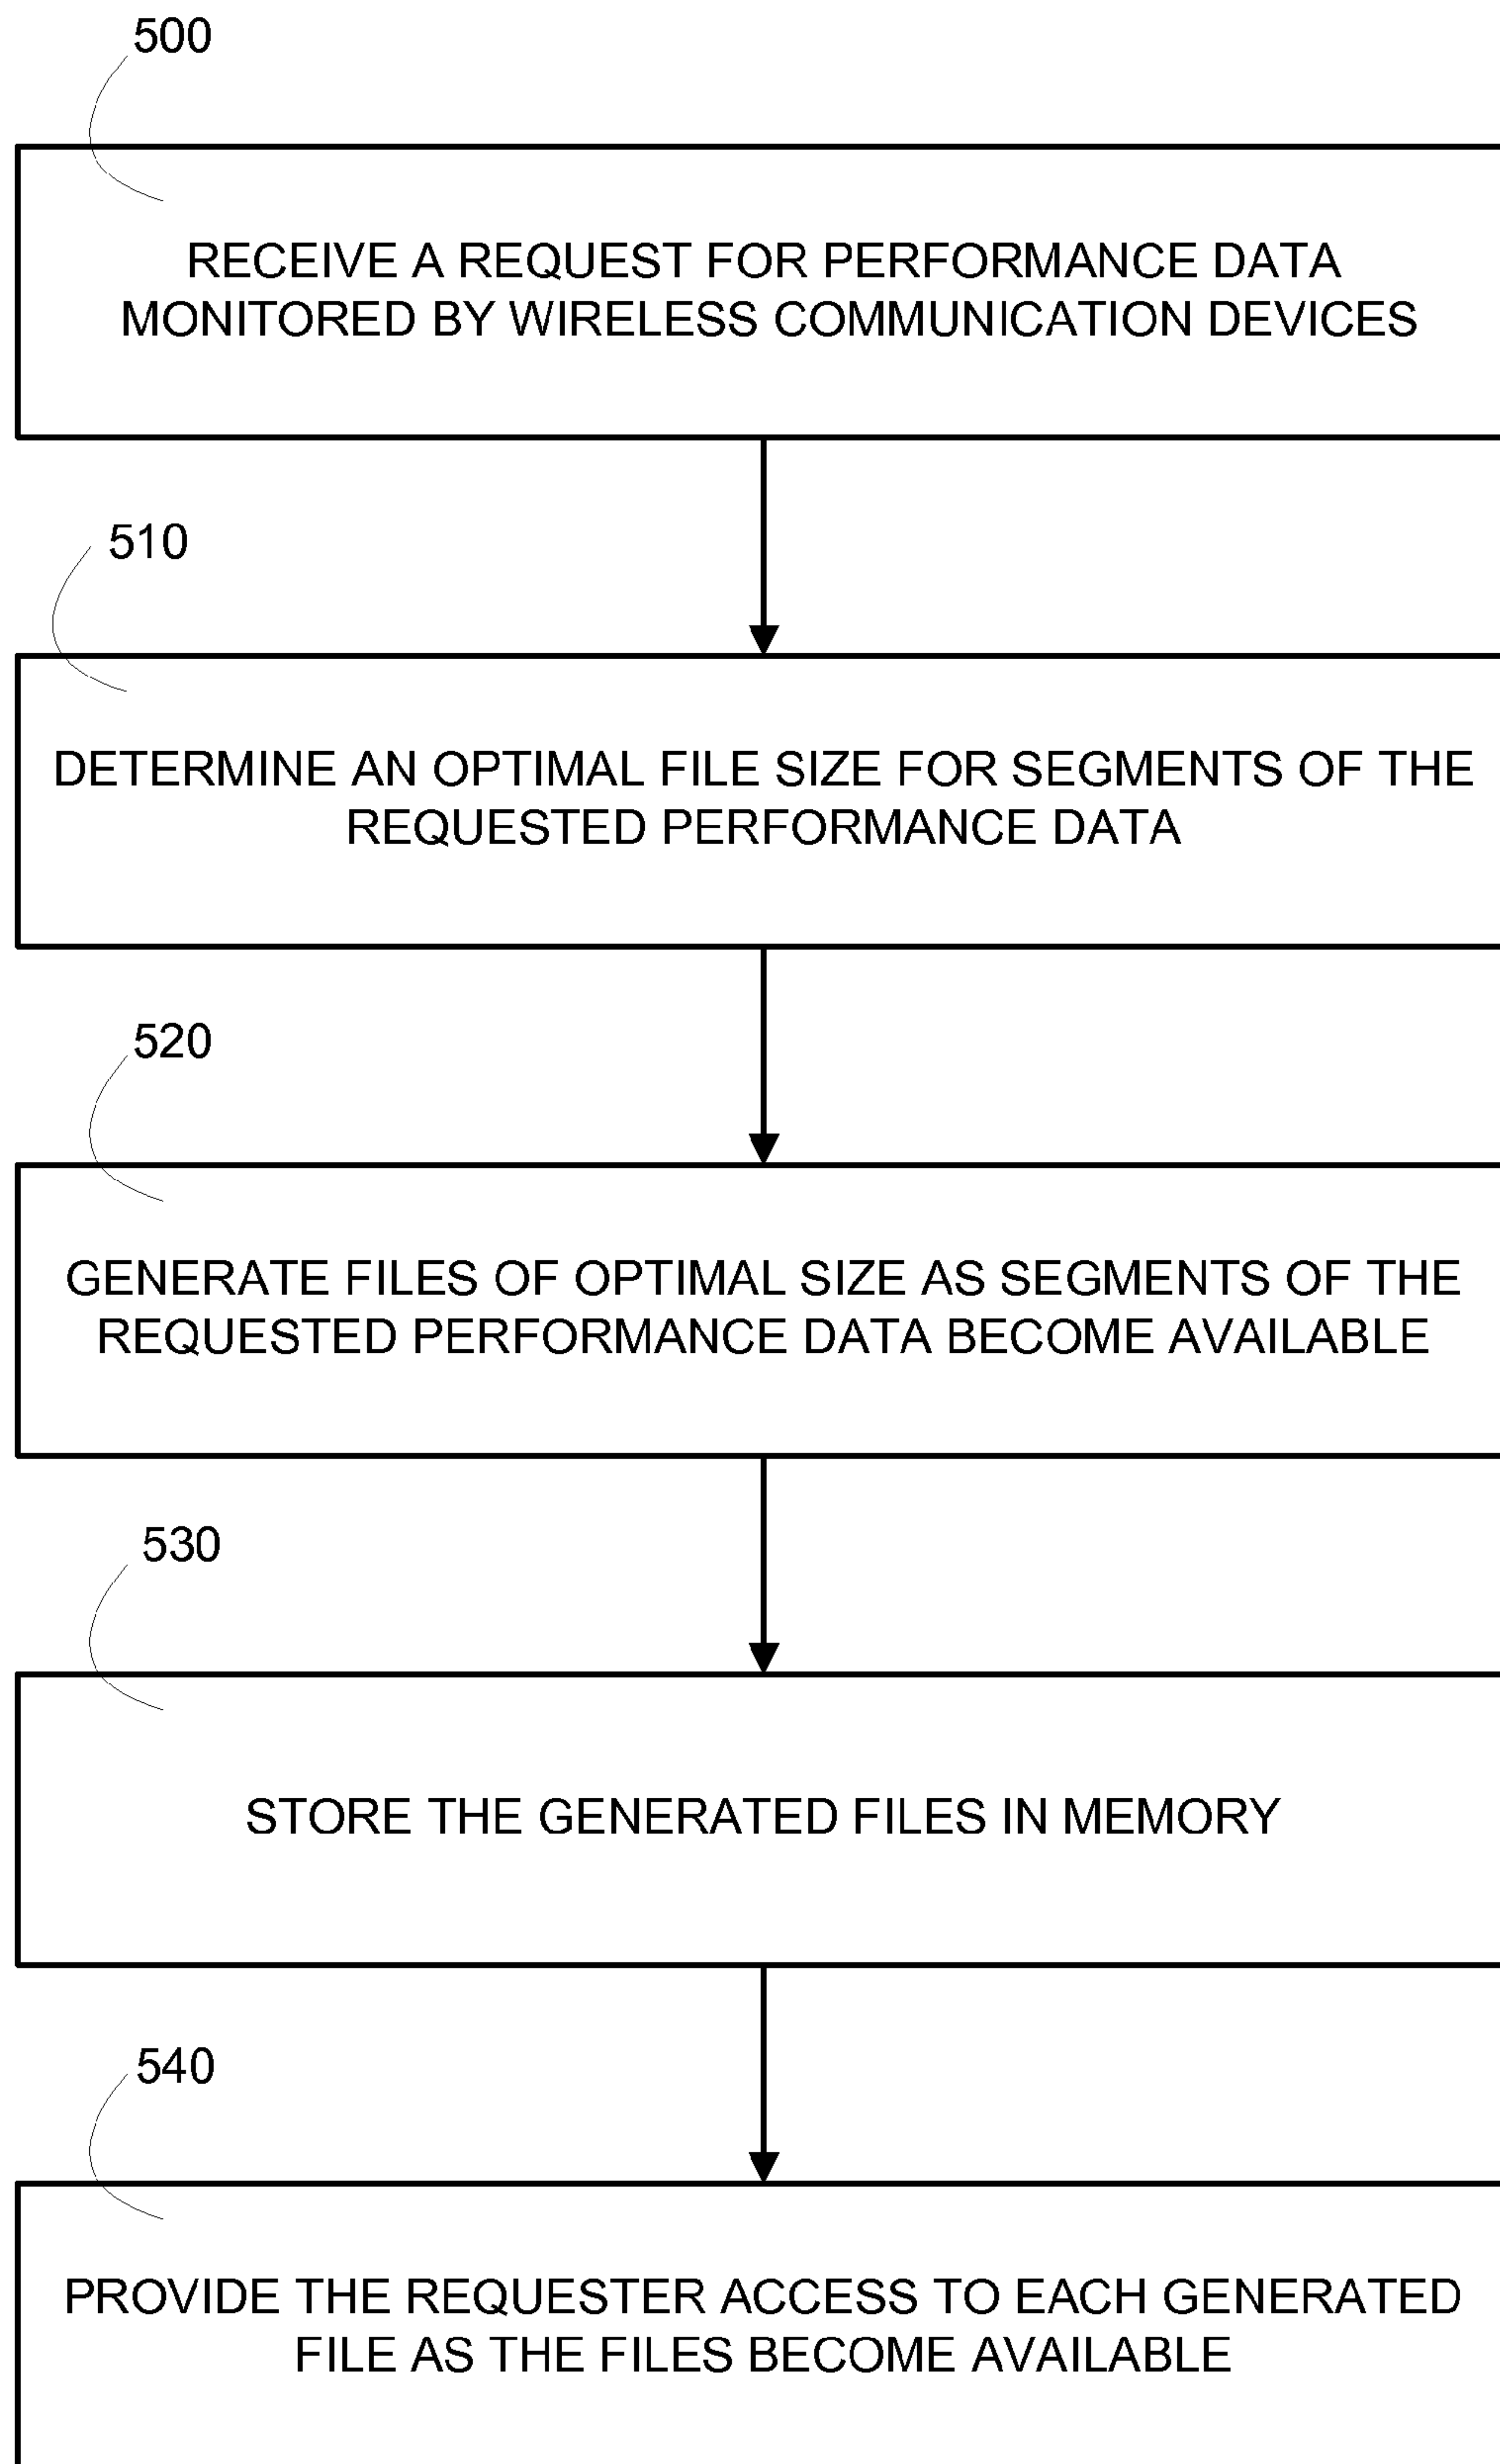 500
RECEIVE A REQUEST FOR PERFORMANCE DATA
MONITORED BY WIRELESS COMMUNICATION DEVICES
510
DETERMINE AN OPTIMAL FILE SIZE FOR SEGMENTS OF THE
REQUESTED PERFORMANCE DATA
520
GENERATE FILES OF OPTIMAL SIZE AS SEGMENTS OF THE
REQUESTED PERFORMANCE DATA BECOME AVAILABLE
530
STORE THE GENERATED FILES IN MEMORY
540
PROVIDE THE REQUESTER ACCESS TO EACH GENERATED
FILE AS THE FILES BECOME AVAILABLE